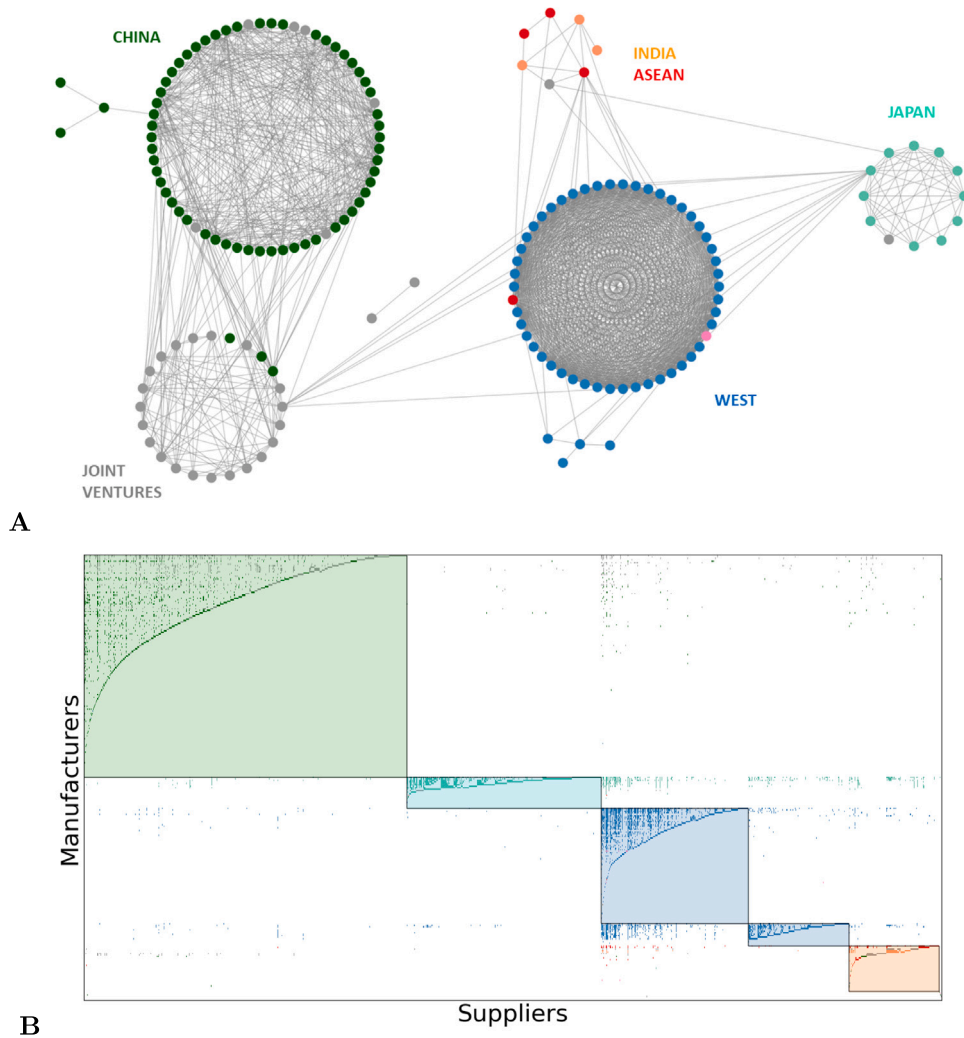 CHINA
INDIA
ASEAN
JAPAN
WEST
JOINT
VENTURES
A
Manufacturers
Suppliers
B